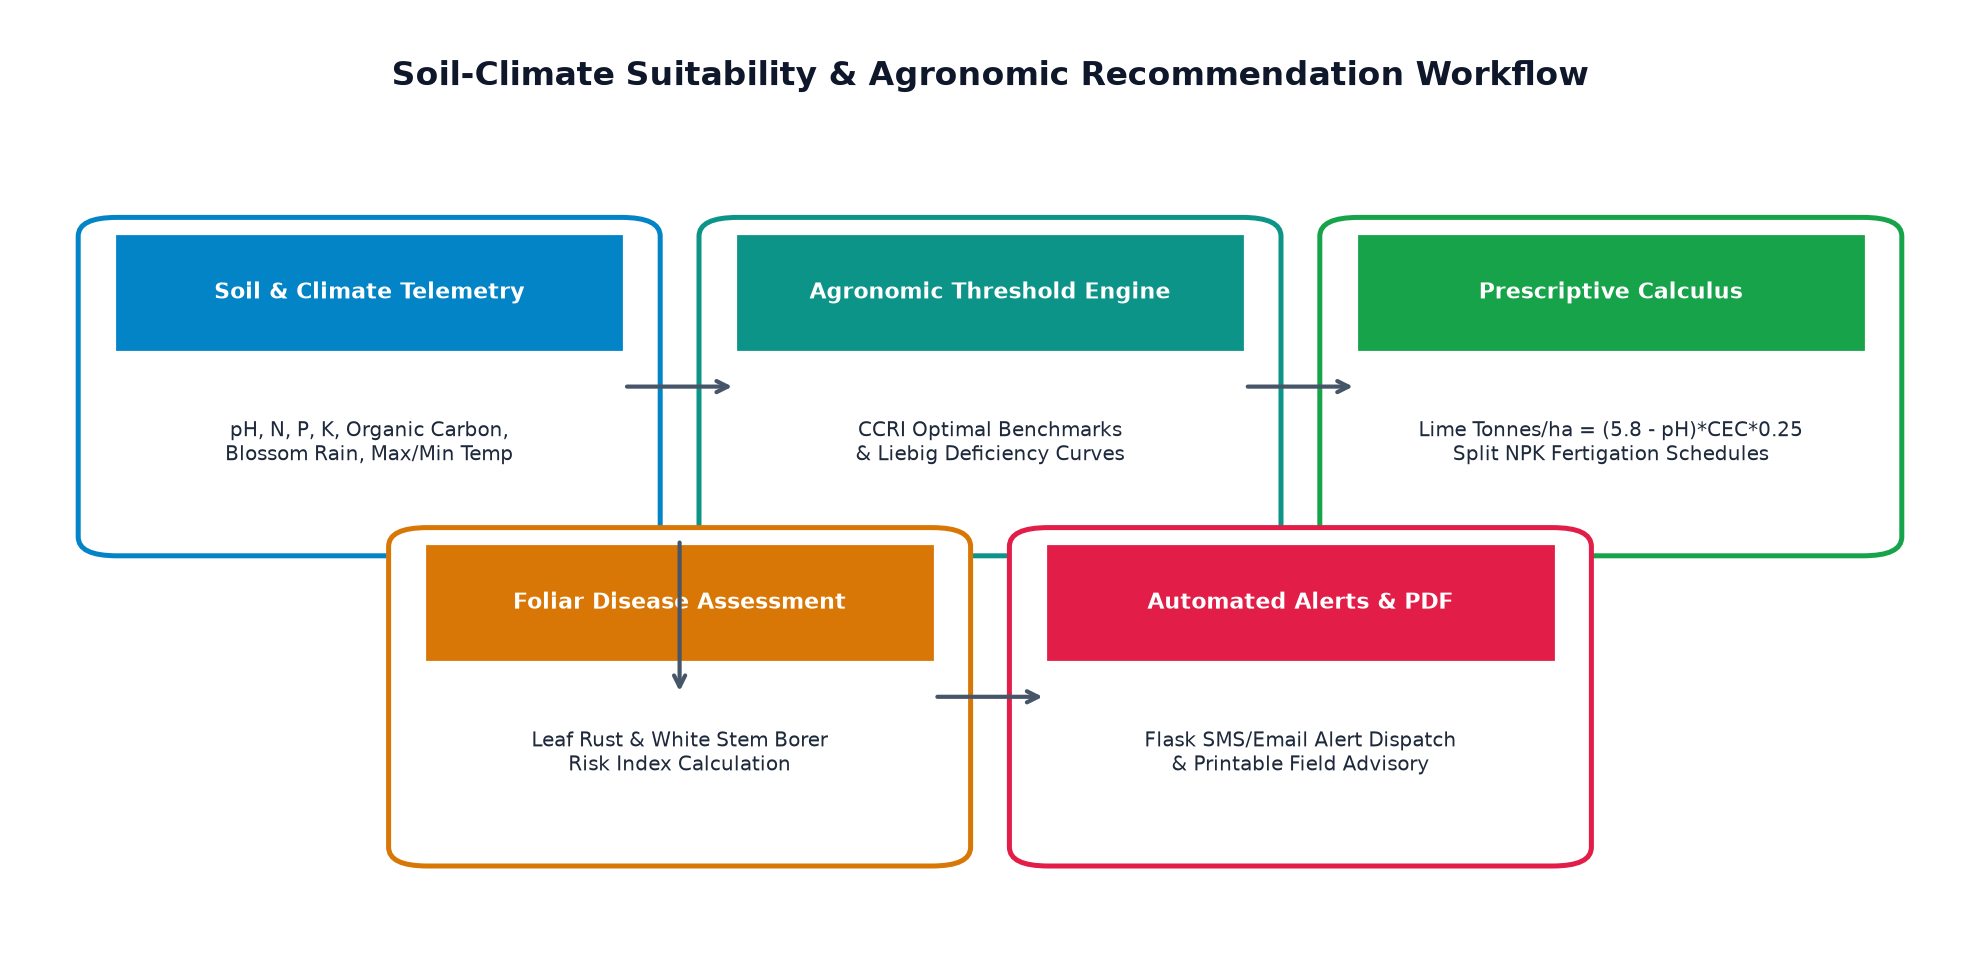 Soil-Climate Suitability & Agronomic Recommendation Workflow
Soil & Climate Telemetry
pH, N, P, K, Organic Carbon,
Blossom Rain, Max/Min Temp
Agronomic Threshold Engine
CCRI Optimal Benchmarks
& Liebig Deficiency Curves
Prescriptive Calculus
Lime Tonnes/ha = (5.8 - pH)*CEC*0.25
Split NPK Fertigation Schedules
Foliar Disease Assessment
Leaf Rust & White Stem Borer
Risk Index Calculation
Automated Alerts & PDF
Flask SMS/Email Alert Dispatch
& Printable Field Advisory